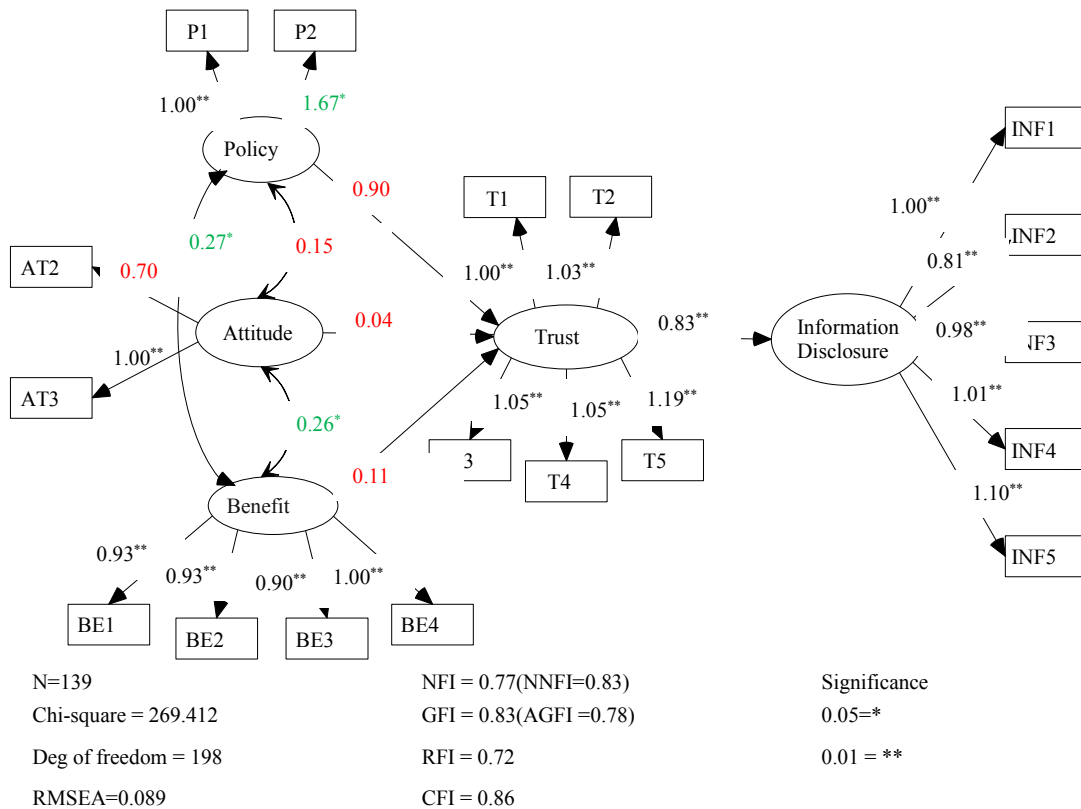 P1 P2
1.00** 1.67*
Policy
0.90
T1 T2
INF1
1.00**
0.27* 0.15
INF2
AT2 0.70
1.00** 1.03**
0.81**
Attitude 0.04
Trust
0.83**
Information
Disclosure
0.98**
NF3
1.00**
AT3
1.05** 1.05** 1.19**
1.01**
0.26*
3 T4 T5
INF4
0.11
Benefit
1.10**
INF5
0.93** 0.93** 0.90** 1.00**
BE1 BE2 BE3 BE4
N=139
Chi-square = 269.412
Deg of freedom = 198
RMSEA=0.089
NFI = 0.77(NNFI=0.83)
GFI = 0.83(AGFI =0.78)
RFI = 0.72
CFI = 0.86
Significance
0.05=*
0.01 = **